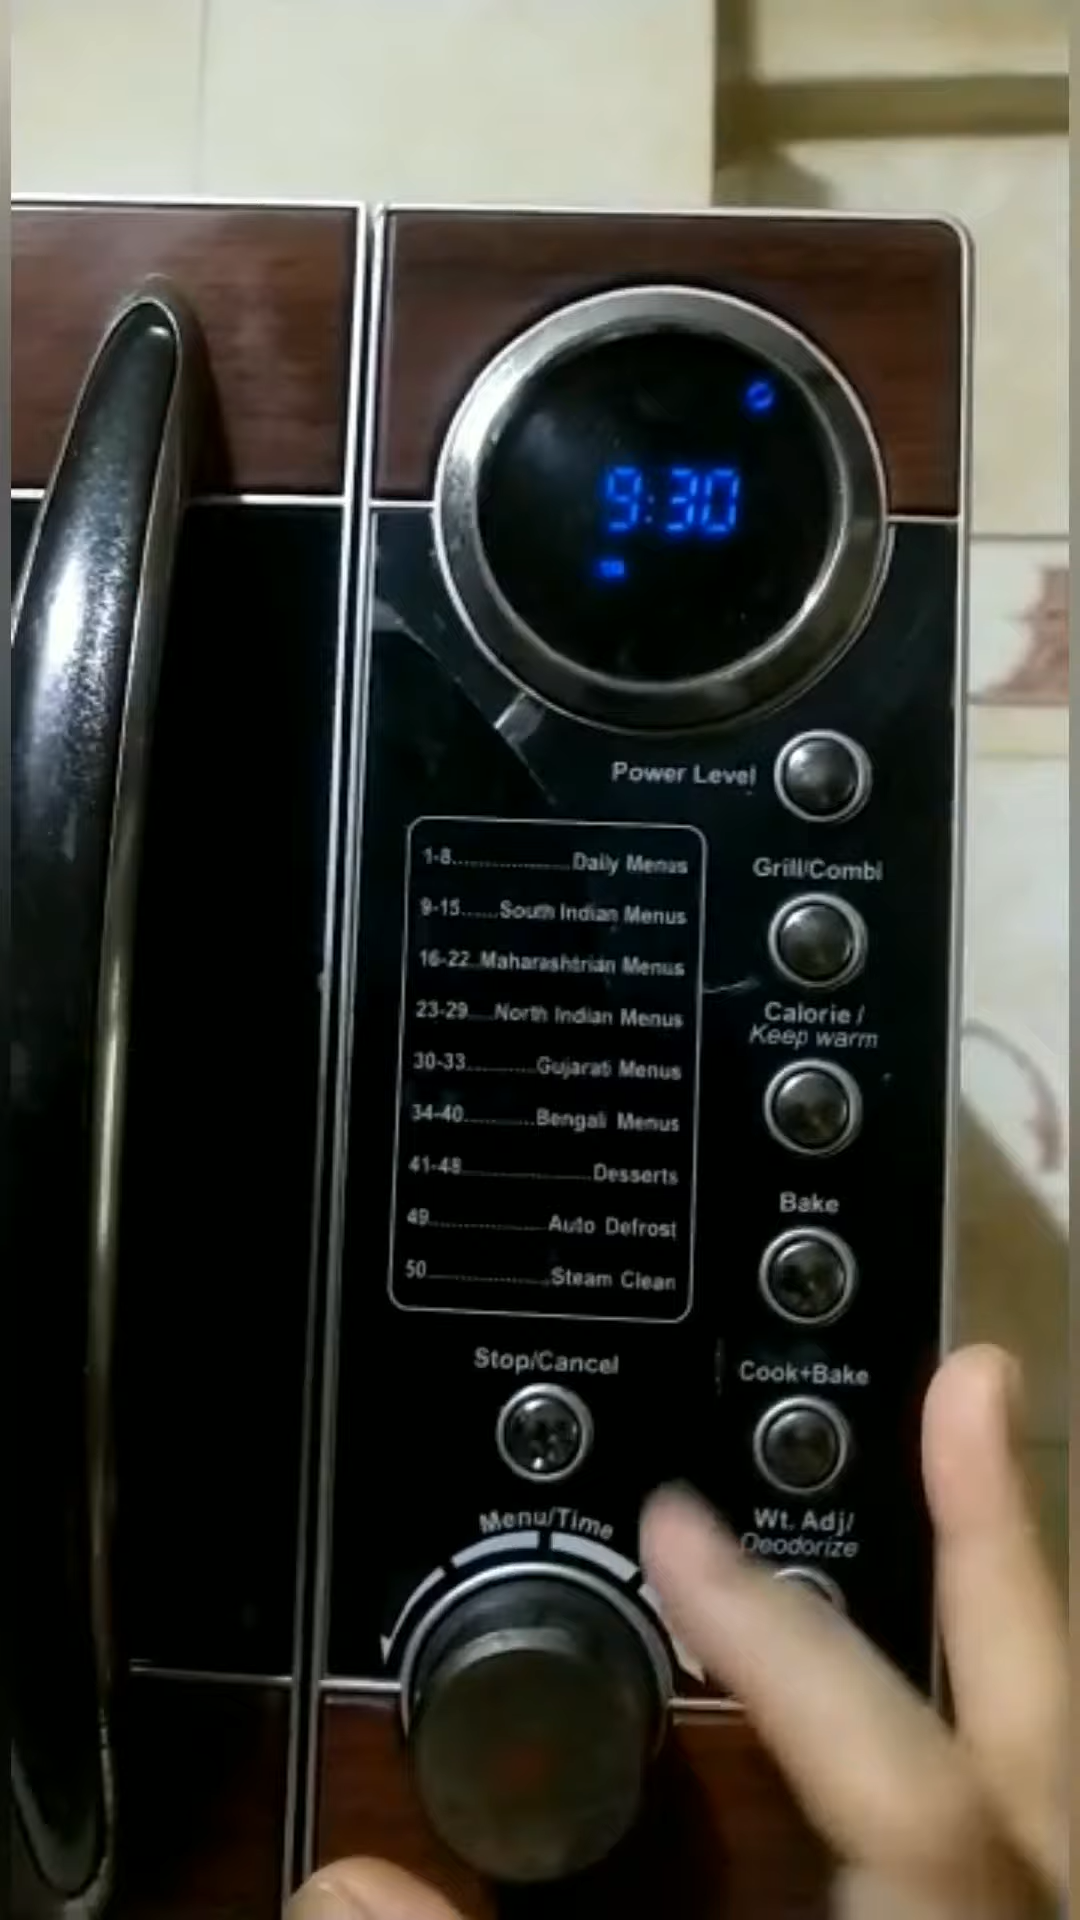 9:30
Power Level
1-8..................Daily Menus
9-15......South Indian Menus
16-22..Maharashtrian Menus
23-29....North Indian Menus
30-33...........Gujarati Menus
34-40...........Bengali Menus
41-48....................Desserts
49..................Auto Defrost
50..................Steam Clean
Grill/Combi
Calorie /
Keep warm
Bake
Cook+Bake
Wt. Adj/
Deodorize
Stop/Cancel
Menu/Time